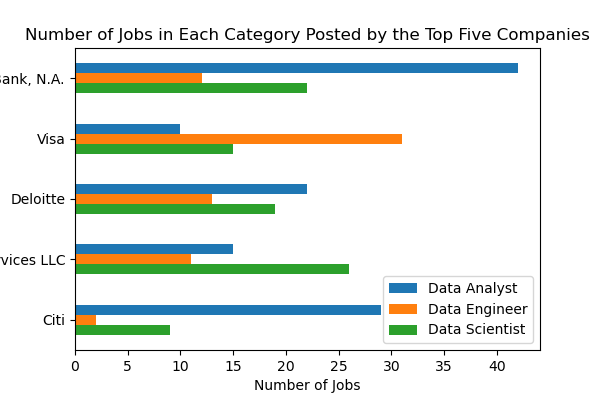 Number of Jobs in Each Category Posted by the Top Five Companies
Bank, N.A.
Visa
Deloitte
vices LLC
Citi
Data Analyst
Data Engineer
Data Scientist
0 5 10 15 20 25 30 35 40
Number of Jobs